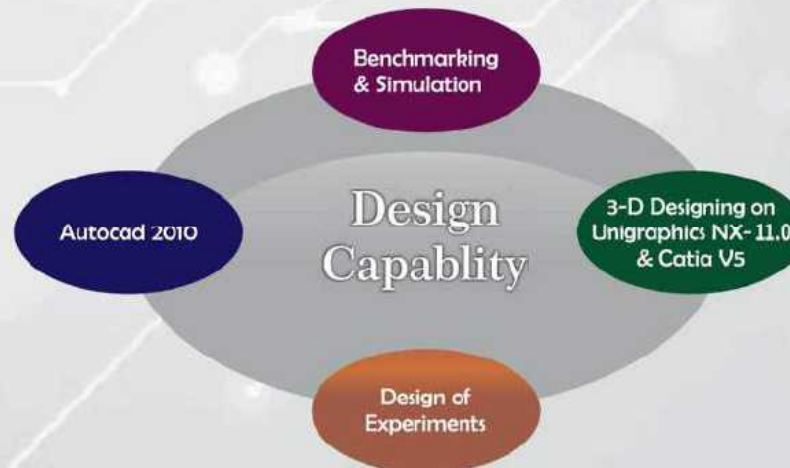 Benchmarking
& Simulation
Autocad 2010
Design
Capablity
3-D Designing on
Unigraphics NX-11.0
& Catia V5
Design of
Experiments